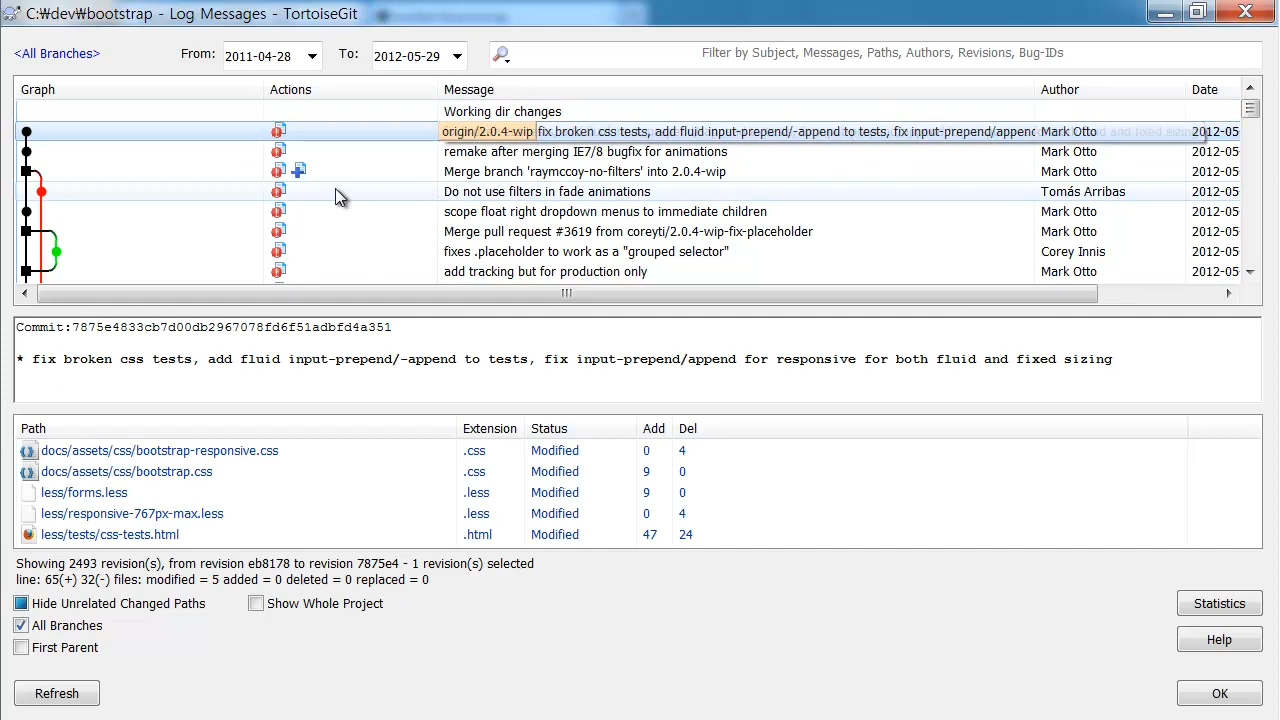 C:\dev\bootstrap - Log Messages - TortoiseGit
<All Branches> From: 2011-04-28 To: 2012-05-29 Filter by Subject, Messages, Paths, Authors, Revisions, Bug-IDs
Graph Actions Message Author Date
Working dir changes
origin/2.0.4-wip fix broken css tests, add fluid input-prepend/-append to tests, fix input-prepend/append Mark Otto 2012-05
remake after merging IE7/8 bugfix for animations Mark Otto 2012-05
Merge branch 'raymccoy-no-filters' into 2.0.4-wip Mark Otto 2012-05
Do not use filters in fade animations Tomás Arribas 2012-05
scope float right dropdown menus to immediate children Mark Otto 2012-05
Merge pull request #3619 from coreyti/2.0.4-wip-fix-placeholder Mark Otto 2012-05
fixes .placeholder to work as a "grouped selector" Corey Innis 2012-05
add tracking but for production only Mark Otto 2012-05
Commit:7875e4833cb7d00db2967078fd6f51adbfd4a351
* fix broken css tests, add fluid input-prepend/-append to tests, fix input-prepend/append for responsive for both fluid and fixed sizing
Path Extension Status Add Del
docs/assets/css/bootstrap-responsive.css .css Modified 0 4
docs/assets/css/bootstrap.css .css Modified 9 0
less/forms.less .less Modified 9 0
less/responsive-767px-max.less .less Modified 0 4
less/tests/css-tests.html .html Modified 47 24
Showing 2493 revision(s), from revision eb8178 to revision 7875e4 - 1 revision(s) selected
line: 65(+) 32(-) files: modified = 5 added = 0 deleted = 0 replaced = 0
Hide Unrelated Changed Paths Show Whole Project Statistics
All Branches
Help
First Parent
Refresh OK